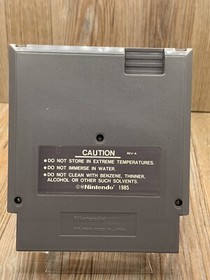 CAUTION REV-A
•DO NOT STORE IN EXTREME TEMPERATURES.
•DO NOT IMMERSE IN WATER.
•DO NOT CLEAN WITH BENZENE, THINNER,
ALCOHOL OR OTHER SUCH SOLVENTS.
©®Nintendo 1985
Nintendo